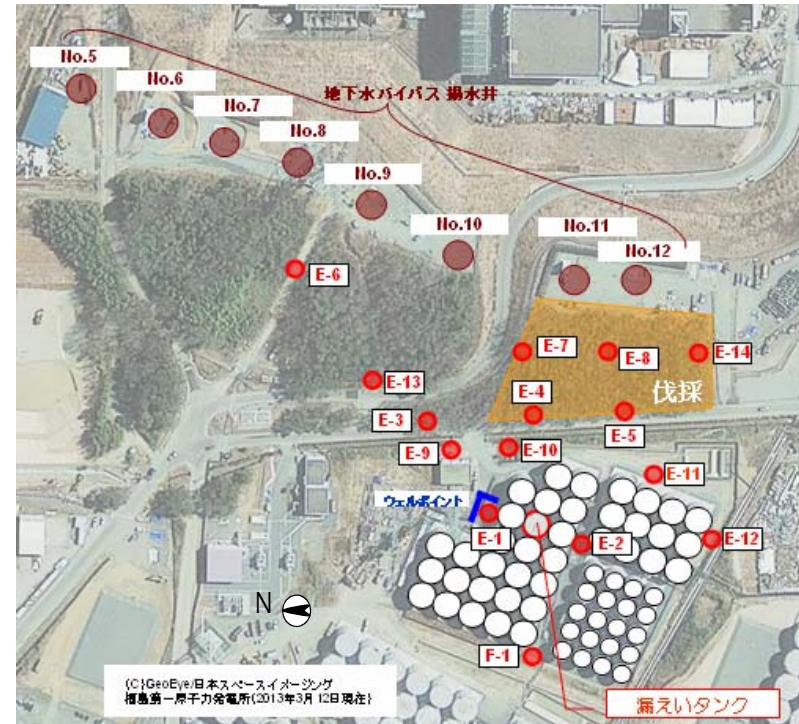 No.5
No.6
No.7
No.8
地下水バイパス 揚水井
No.9
No.10
No.11
No.12
E-6
E-7
E-8
E-14
E-13
E-4
伐採
E-3
E-5
E-9
E-10
E-11
ウェルポイント
E-1
E-2
E-12
N
F-1
(C)GeoEye/日本スペースイメージング
福島第一原子力発電所(2013年3月12日現在)
漏えいタンク